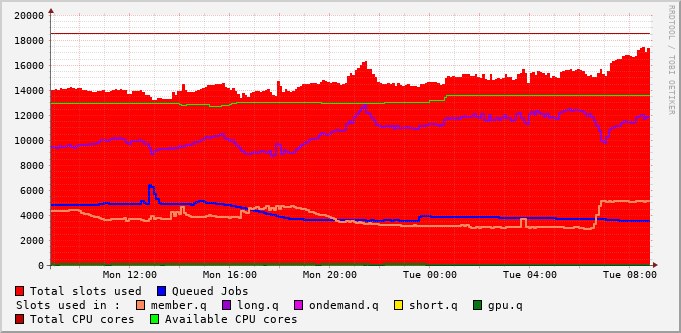 20000
18000
16000
14000
12000
10000
8000
6000
4000
2000
0
Mon 12:00 Mon 16:00 Mon 20:00 Tue 00:00 Tue 04:00 Tue 08:00
Total slots used Queued Jobs
Slots used in : member.q long.q ondemand.q short.q gpu.q
Total CPU cores Available CPU cores
RRDTOOL / TOBI OETIKER